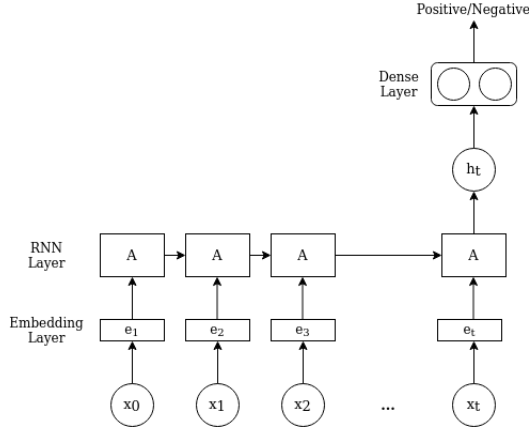 Positive/Negative
Dense
Layer
ht
RNN
Layer
A A A A
Embedding
Layer
e1 e2 e3 et
x0 x1 x2 ... xt